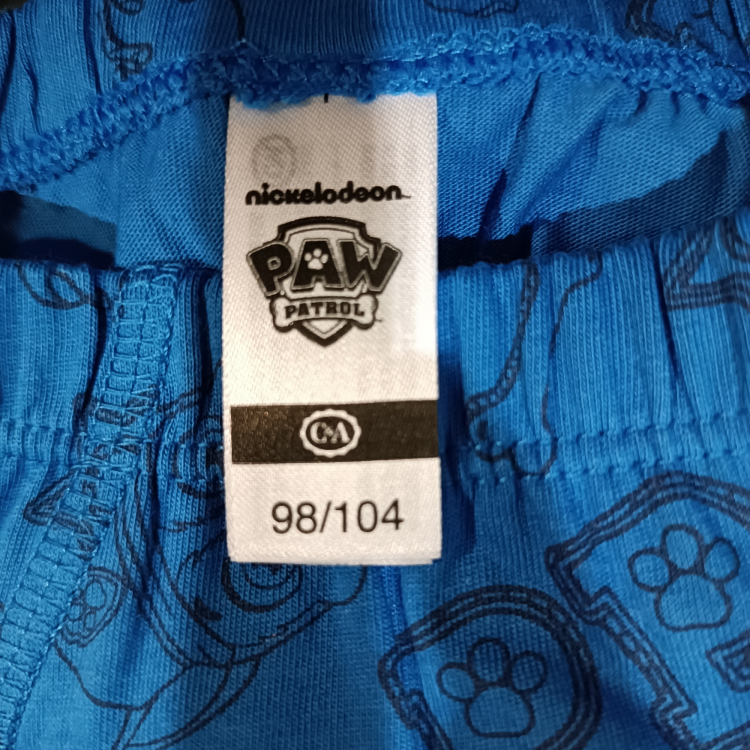 nickelodeon
PAW
PATROL
C&A
98/104